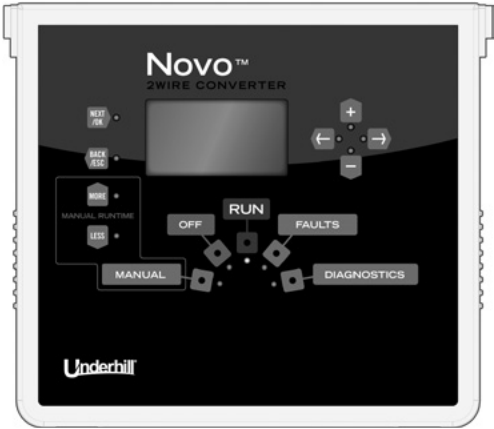 Novo™
2WIRE CONVERTER
NEXT
/OK
BACK
/ESC
+
←
→
−
MORE
MANUAL RUNTIME
LESS
RUN
OFF
FAULTS
MANUAL
DIAGNOSTICS
Underhill